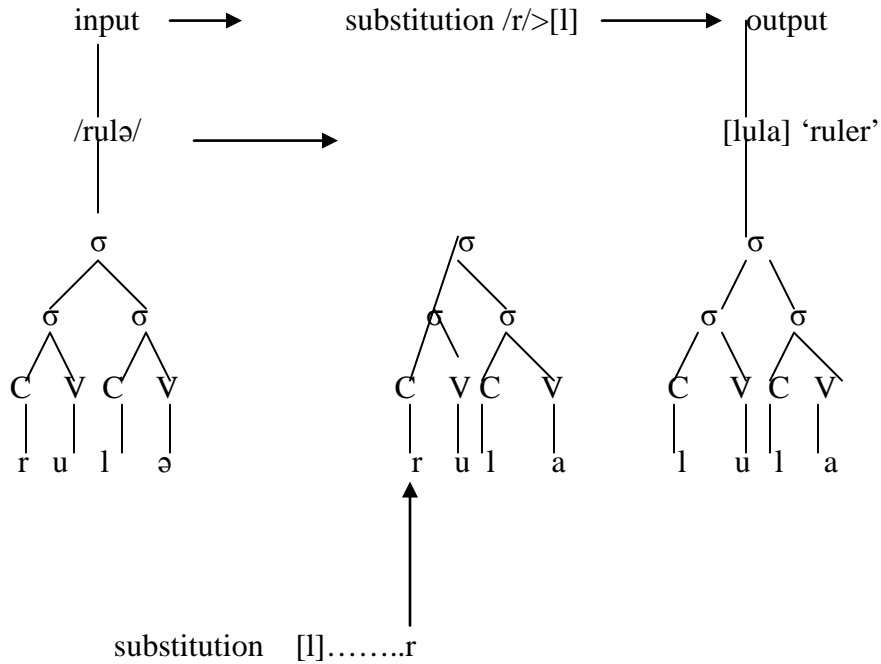 input substitution /r/>[l] output
/rulə/ [lula] ‘ruler’
σ σ σ
σ σ σ σ σ σ
C V C V C V C V C V C V
r u l ə r u l a l u l a
substitution [l]……..r